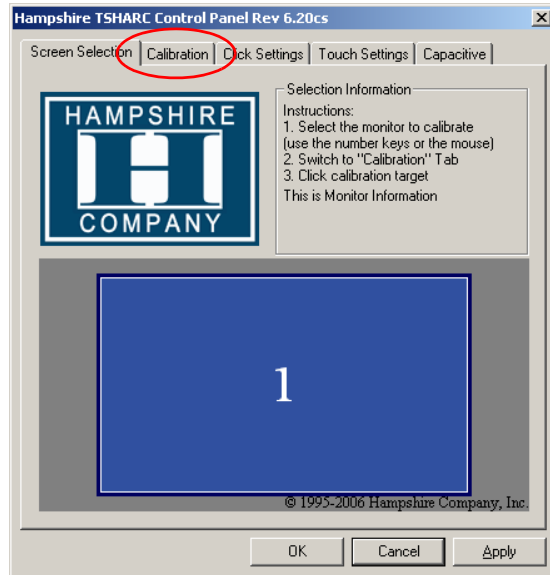 Hampshire TSHARC Control Panel Rev 6.20cs
Screen Selection Calibration Click Settings Touch Settings Capacitive
HAMPSHIRE
COMPANY
Selection Information
Instructions:
1. Select the monitor to calibrate
(use the number keys or the mouse)
2. Switch to "Calibration" Tab
3. Click calibration target
This is Monitor Information
1
© 1995-2006 Hampshire Company, Inc.
OK Cancel Apply